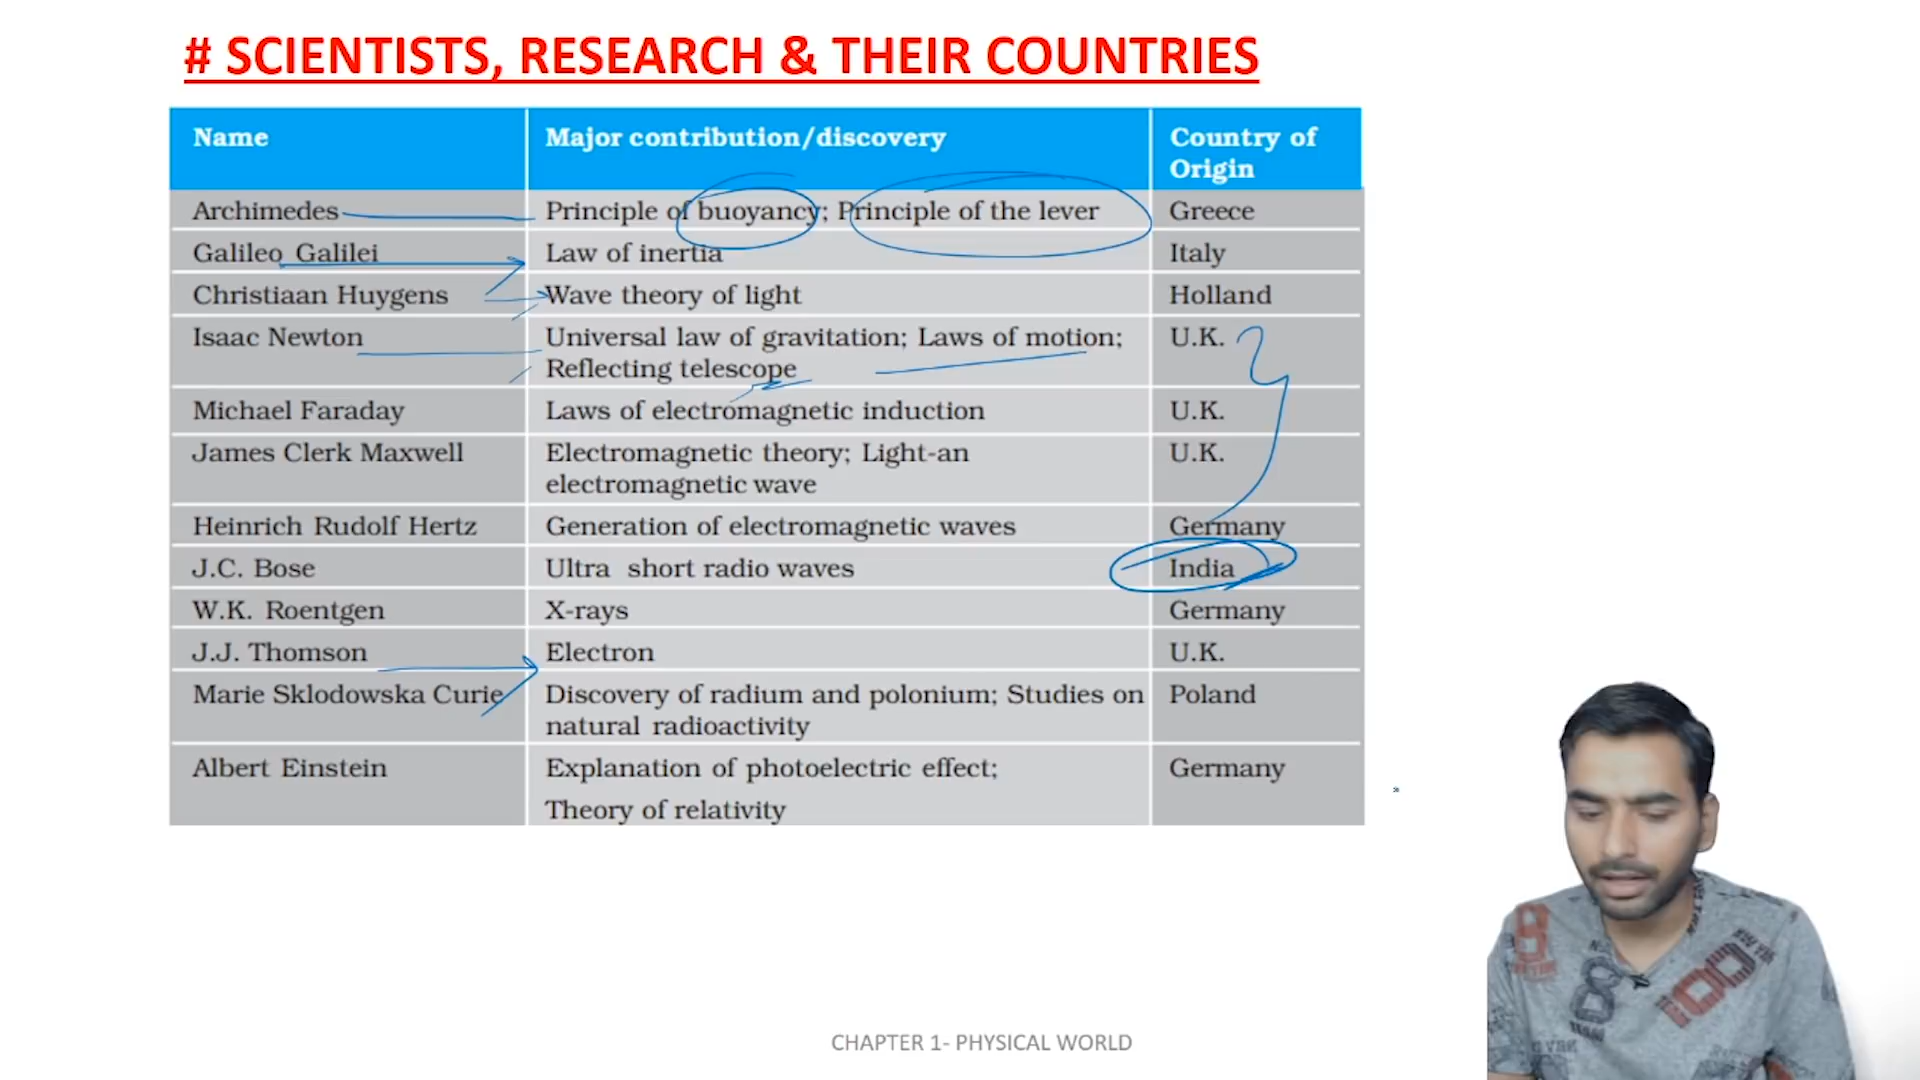 # SCIENTISTS, RESEARCH & THEIR COUNTRIES
Name Major contribution/discovery Country of
Origin
Archimedes Principle of buoyancy; Principle of the lever Greece
Galileo Galilei Law of inertia Italy
Christiaan Huygens Wave theory of light Holland
Isaac Newton Universal law of gravitation; Laws of motion; U.K.
Reflecting telescope
Michael Faraday Laws of electromagnetic induction U.K.
James Clerk Maxwell Electromagnetic theory; Light-an U.K.
electromagnetic wave
Heinrich Rudolf Hertz Generation of electromagnetic waves Germany
J.C. Bose Ultra short radio waves India
W.K. Roentgen X-rays Germany
J.J. Thomson Electron U.K.
Marie Sklodowska Curie Discovery of radium and polonium; Studies on Poland
natural radioactivity
Albert Einstein Explanation of photoelectric effect; Germany
Theory of relativity
CHAPTER 1- PHYSICAL WORLD